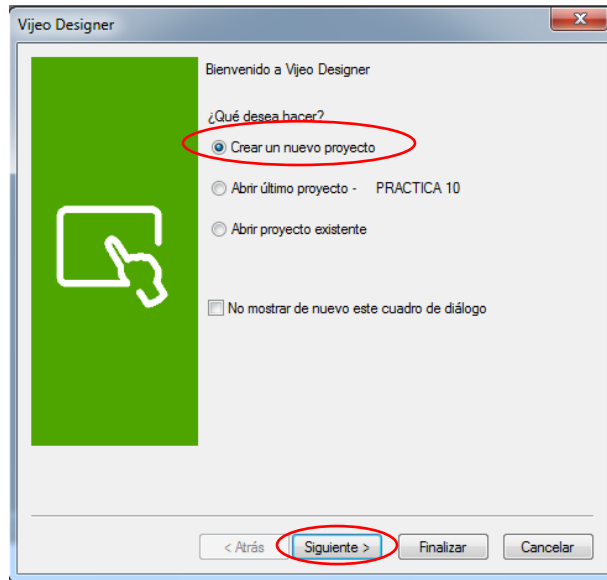 Vijeo Designer
Bienvenido a Vijeo Designer
¿Qué desea hacer?
Crear un nuevo proyecto
Abrir último proyecto - PRACTICA 10
Abrir proyecto existente
No mostrar de nuevo este cuadro de diálogo
< Atrás Siguiente > Finalizar Cancelar